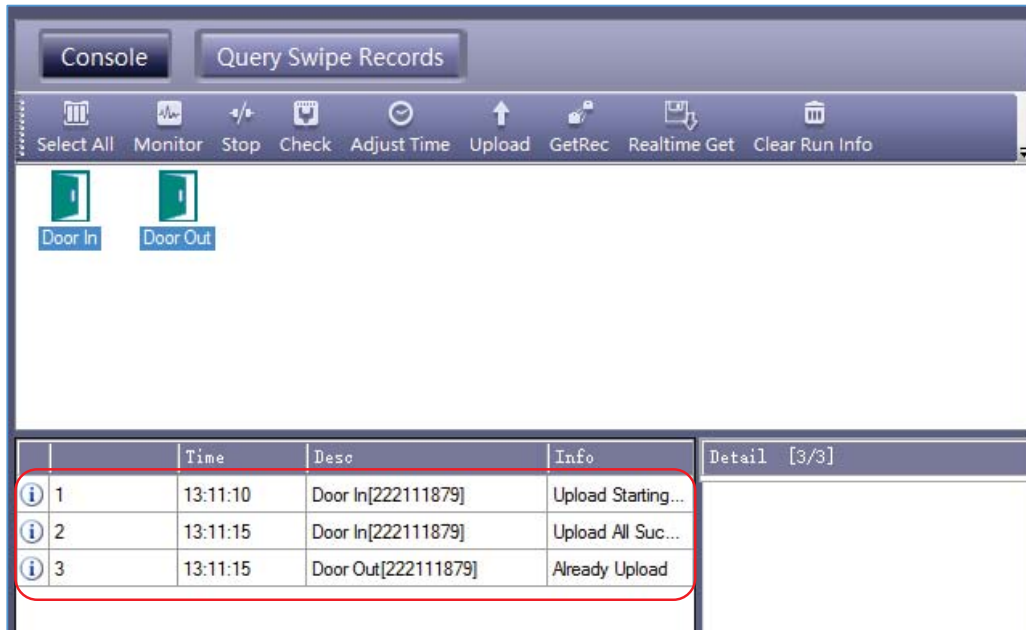 Console Query Swipe Records
Select All Monitor Stop Check Adjust Time Upload GetRec Realtime Get Clear Run Info
Door In Door Out
Time Desc Info Detail [3/3]
1 13:11:10 Door In[222111879] Upload Starting...
2 13:11:15 Door In[222111879] Upload All Suc...
3 13:11:15 Door Out[222111879] Already Upload